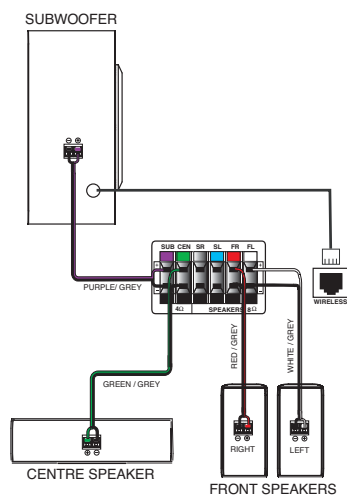 SUBWOOFER
⊖ ⊕
SUB CEN SR SL FR FL
+ +
− −
4Ω SPEAKERS 8Ω
WIRELESS
PURPLE/ GREY
GREEN / GREY
RED / GREY
WHITE / GREY
⊕ ⊖
CENTRE SPEAKER
⊖ ⊕
RIGHT
⊖ ⊕
LEFT
FRONT SPEAKERS